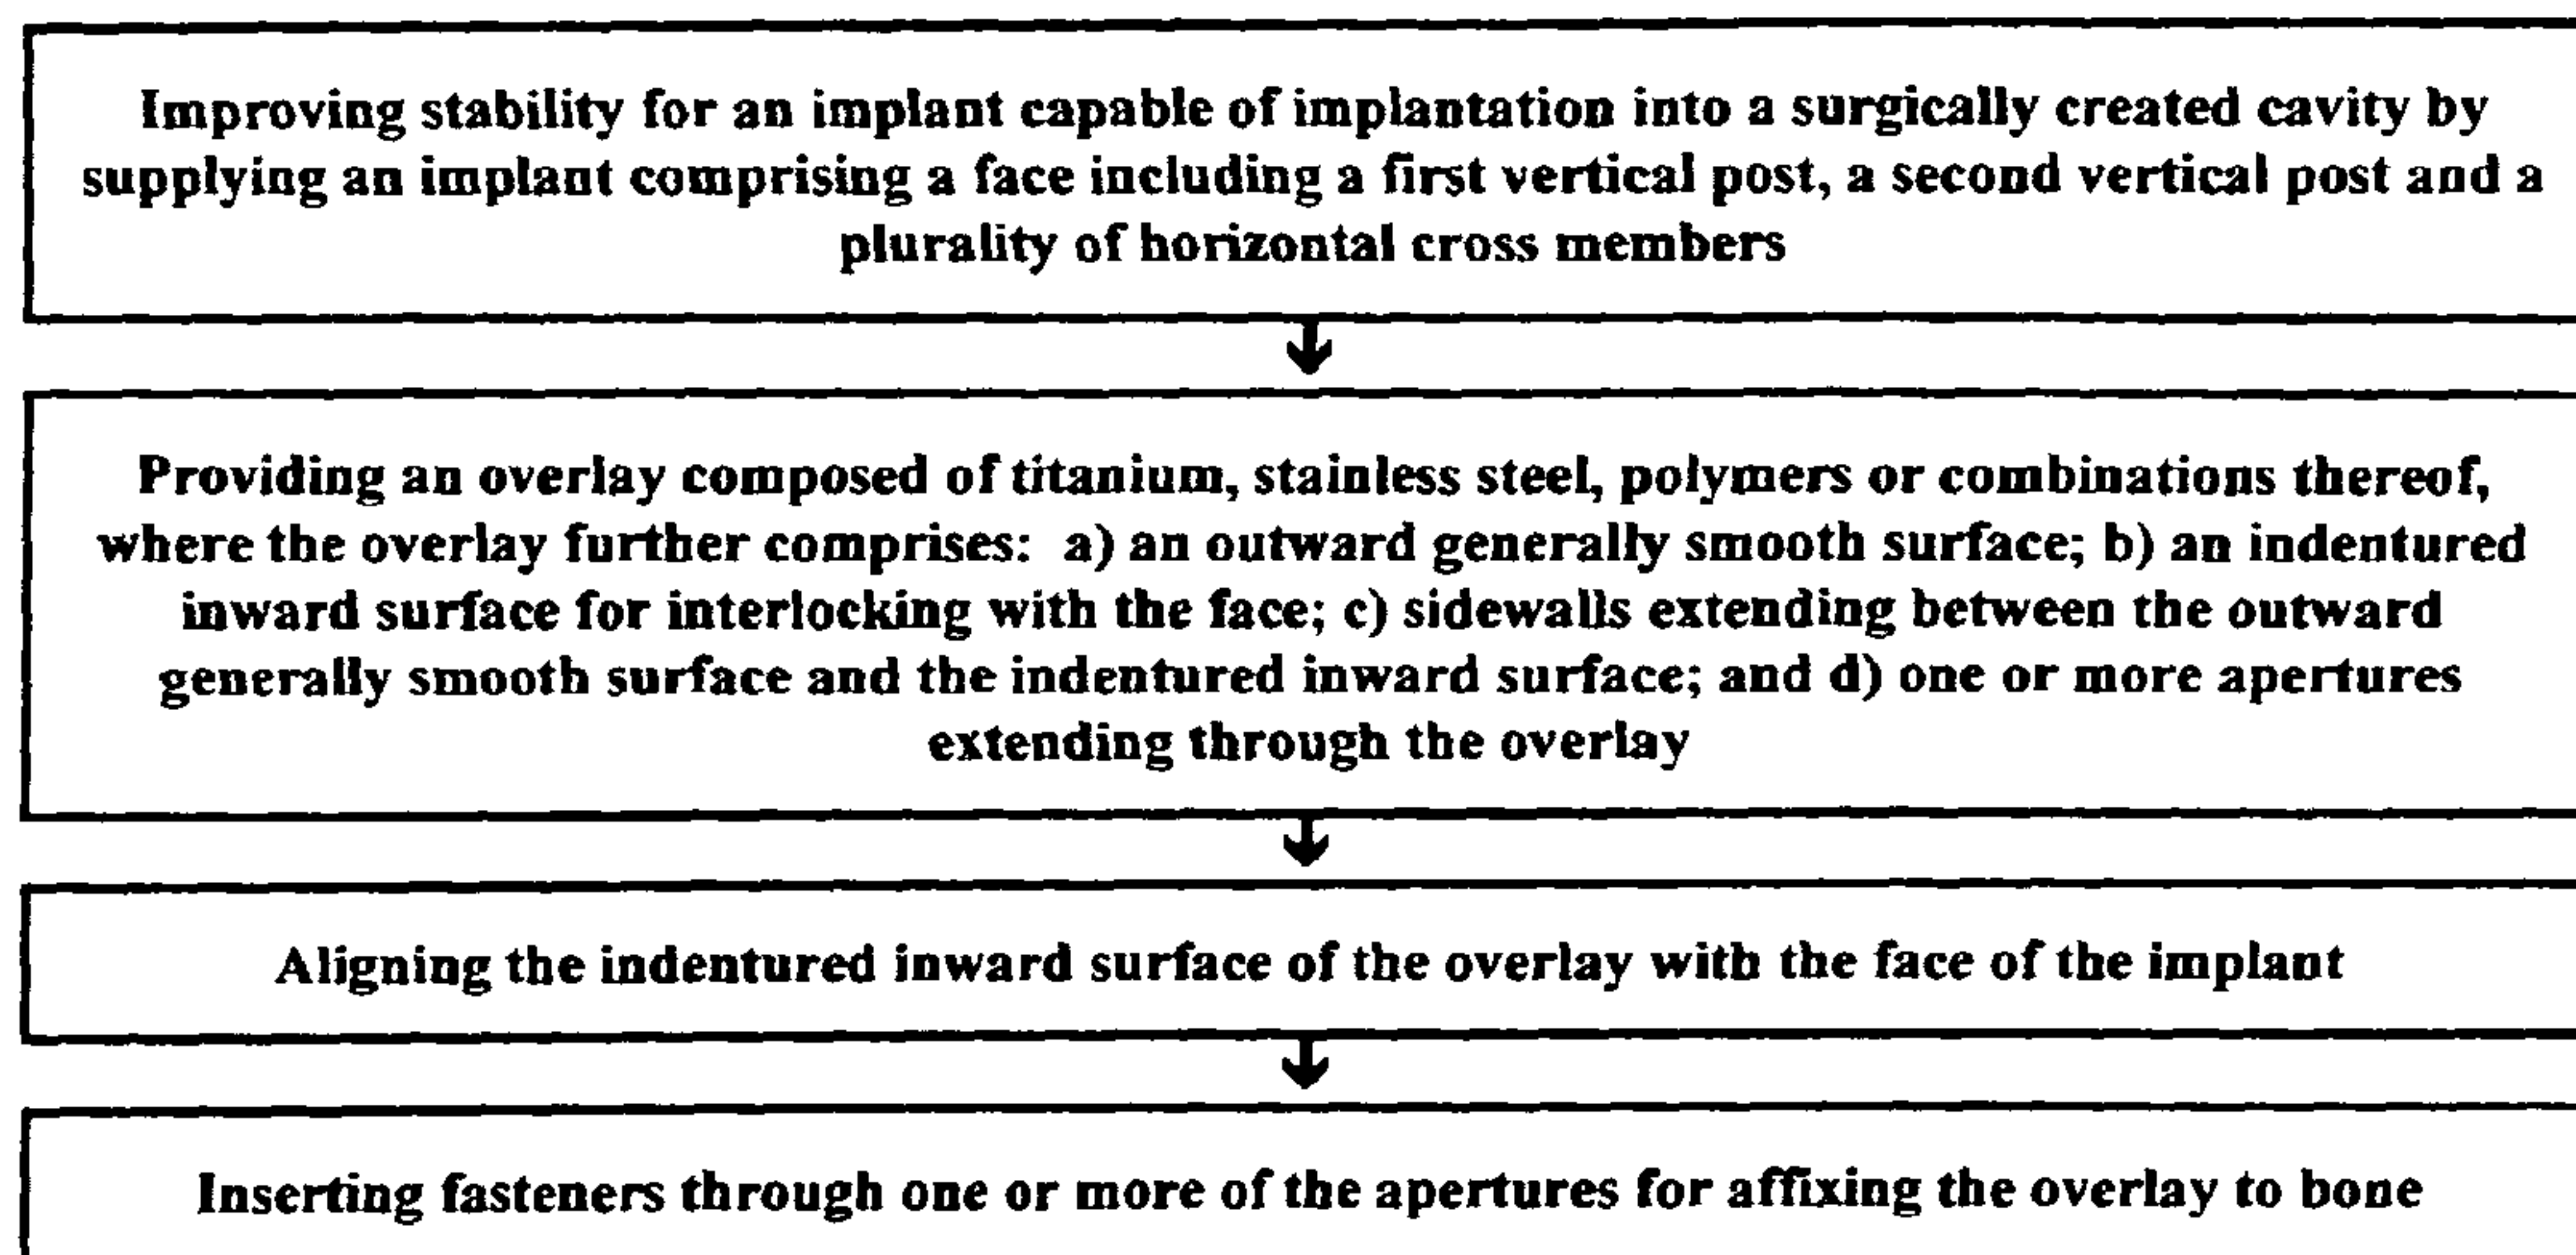 Improving stability for an implant capable of implantation into a surgically created cavity by
supplying an implant comprising a face including a first vertical post, a second vertical post and a
plurality of horizontal cross members
Providing an overlay composed of titanium, stainless steel, polymers or combinations thereof,
where the overlay further comprises: a) an outward generally smooth surface; b) an indentured
inward surface for interlocking with the face; c) sidewalls extending between the outward
generally smooth surface and the indentured inward surface; and d) one or more apertures
extending through the overlay
Aligning the indentured inward surface of the overlay with the face of the implant
Inserting fasteners through one or more of the apertures for affixing the overlay to bone